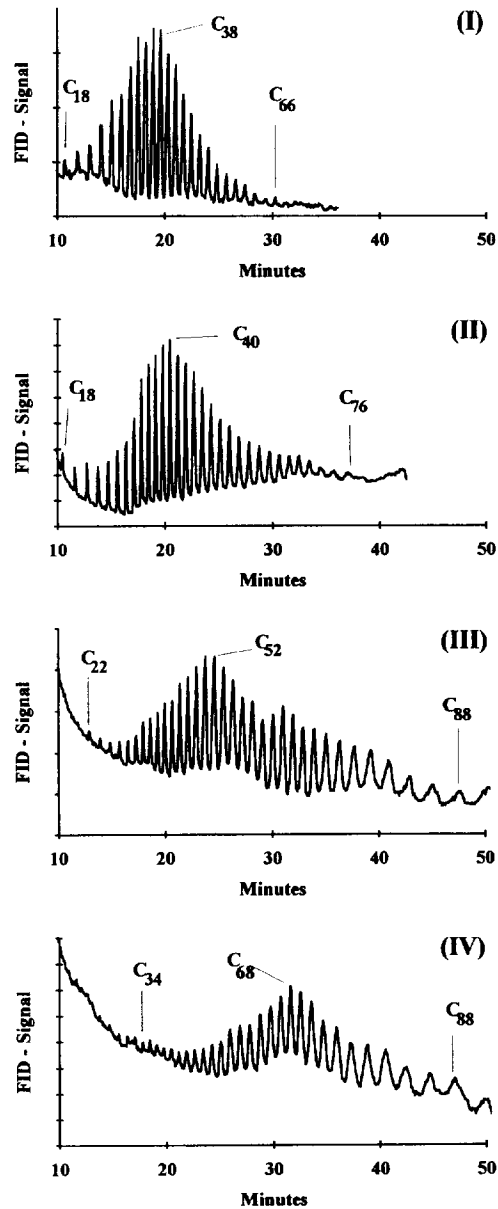 (I)
C38
C18
C66
FID - Signal
10 20 30 40 50
Minutes
(II)
C40
C18
C76
FID - Signal
10 20 30 40 50
Minutes
(III)
C52
C22
C88
FID - Signal
10 20 30 40 50
Minutes
(IV)
C68
C34
C88
FID - Signal
10 20 30 40 50
Minutes